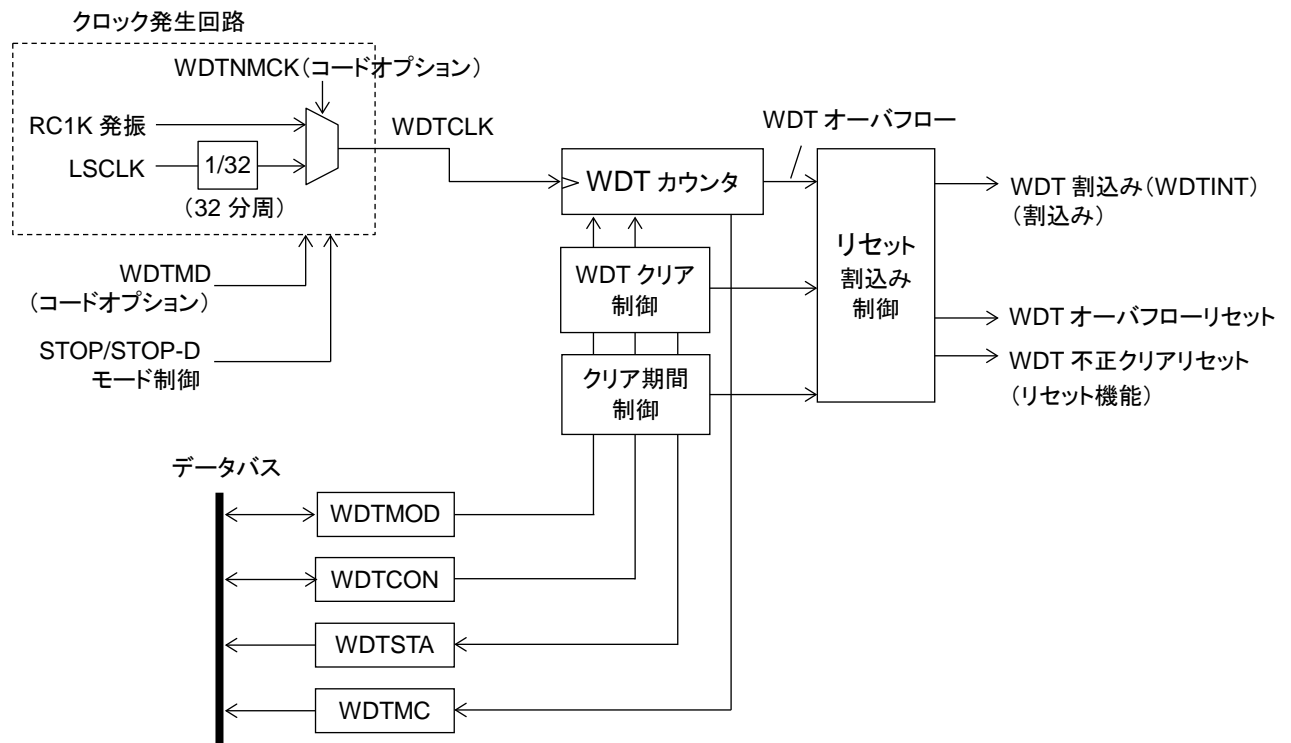 クロック発生回路
WDTNMCK(コードオプション)
RC1K 発振
LSCLK
1/32
(32 分周)
WDTCLK
WDTMD
(コードオプション)
STOP/STOP-D
モード制御
WDT オーバフロー
WDT カウンタ
WDT クリア
制御
クリア期間
制御
リセット
割込み
制御
WDT 割込み(WDTINT)
(割込み)
WDT オーバフローリセット
WDT 不正クリアリセット
(リセット機能)
データバス
WDTMOD
WDTCON
WDTSTA
WDTMC